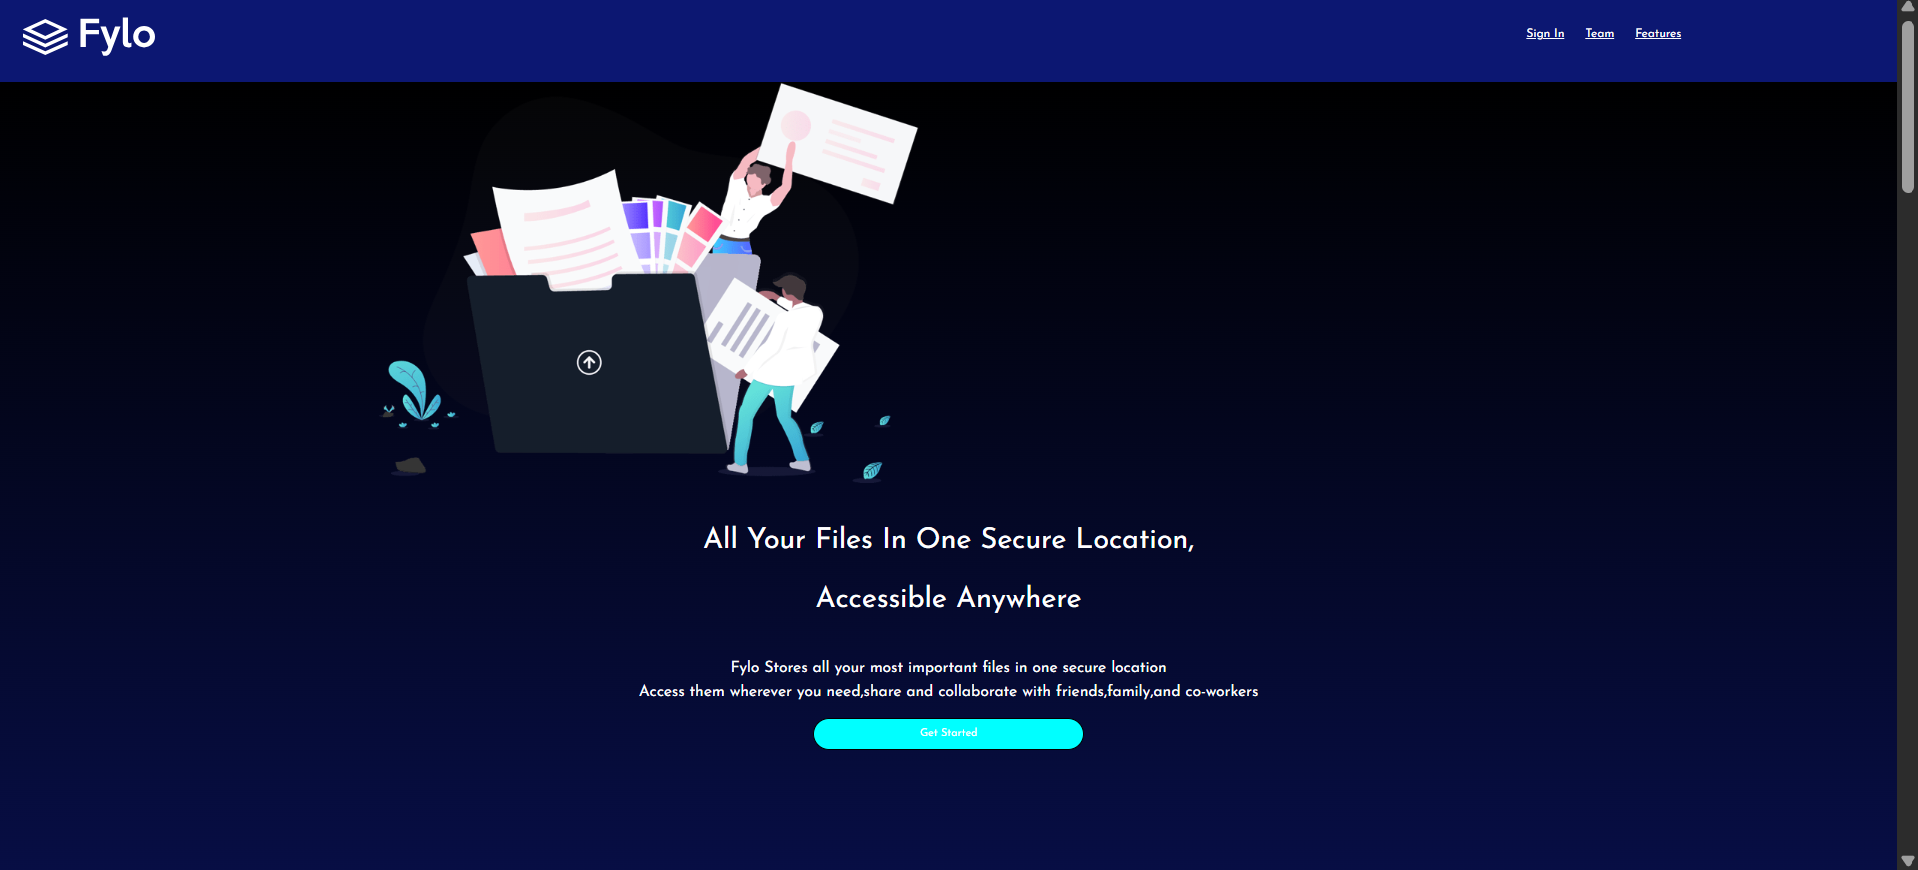 Fylo
Sign In Team Features
All Your Files In One Secure Location,
Accessible Anywhere
Fylo Stores all your most important files in one secure location
Access them wherever you need,share and collaborate with friends,family,and co-workers
Get Started